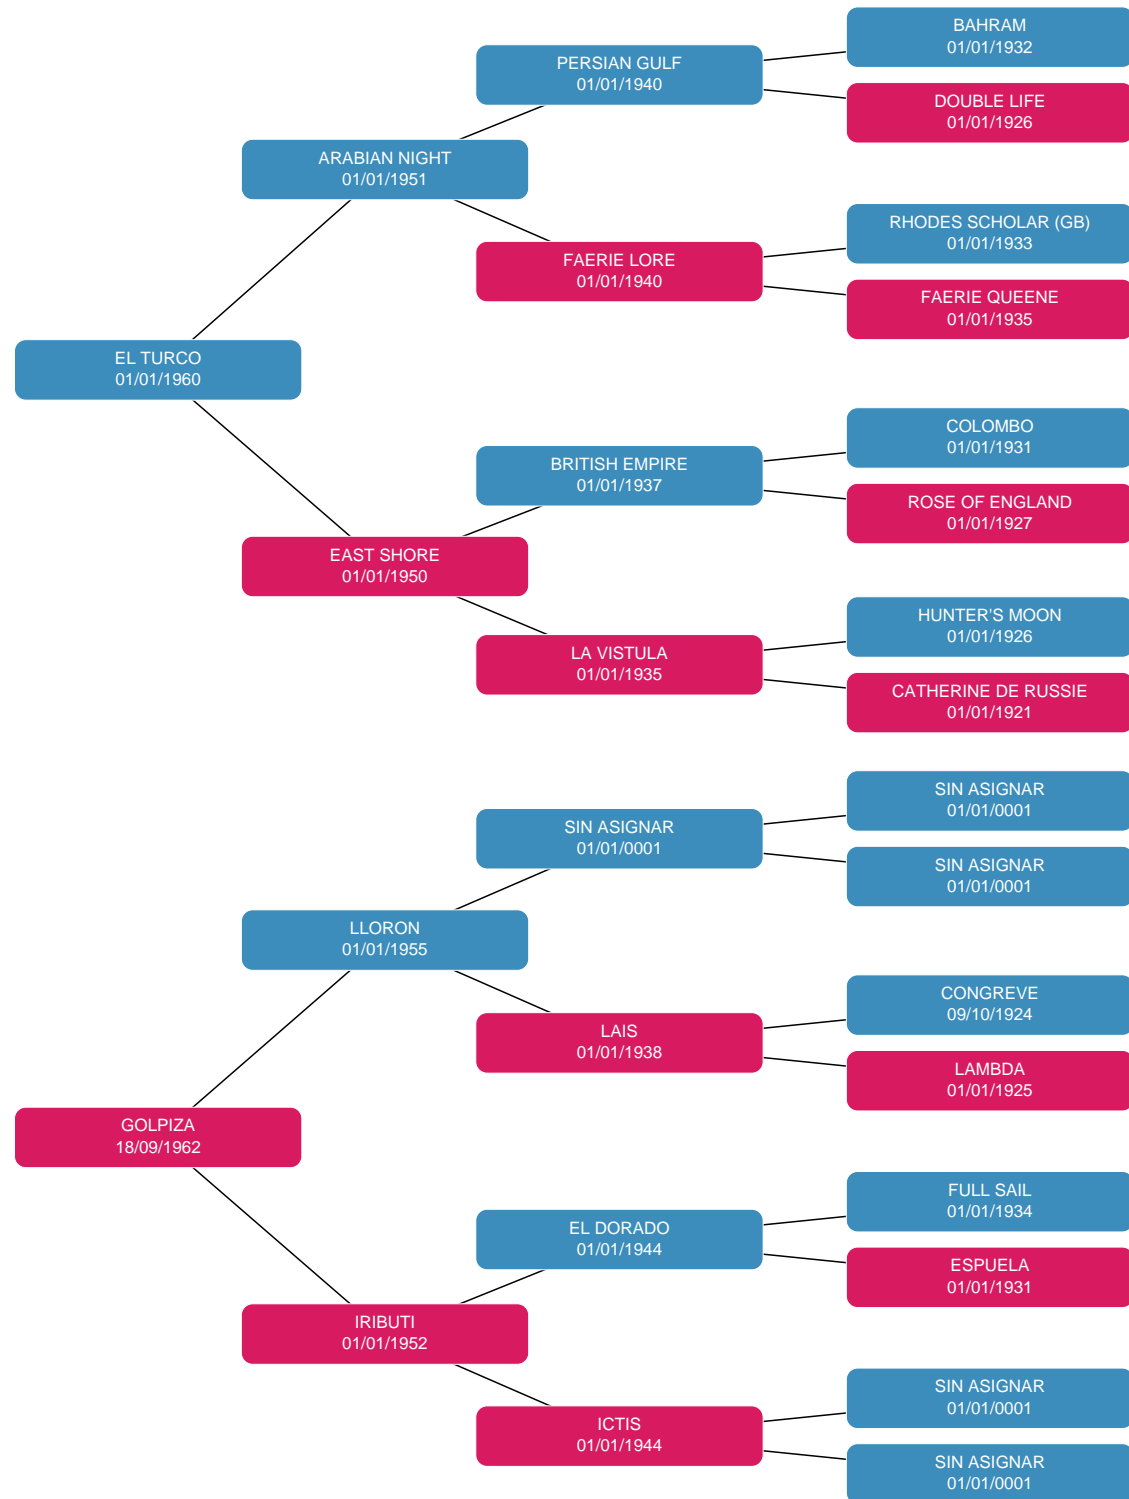 BAHRAM
01/01/1932
PERSIAN GULF
01/01/1940
DOUBLE LIFE
01/01/1926
ARABIAN NIGHT
01/01/1951
RHODES SCHOLAR (GB)
01/01/1933
FAERIE LORE
01/01/1940
FAERIE QUEENE
01/01/1935
EL TURCO
01/01/1960
COLOMBO
01/01/1931
BRITISH EMPIRE
01/01/1937
ROSE OF ENGLAND
01/01/1927
EAST SHORE
01/01/1950
HUNTER'S MOON
01/01/1926
LA VISTULA
01/01/1935
CATHERINE DE RUSSIE
01/01/1921
SIN ASIGNAR
01/01/0001
SIN ASIGNAR
01/01/0001
SIN ASIGNAR
01/01/0001
LLORON
01/01/1955
CONGREVE
09/10/1924
LAIS
01/01/1938
LAMBDA
01/01/1925
GOLPIZA
18/09/1962
FULL SAIL
01/01/1934
EL DORADO
01/01/1944
ESPUELA
01/01/1931
IRIBUTI
01/01/1952
SIN ASIGNAR
01/01/0001
ICTIS
01/01/1944
SIN ASIGNAR
01/01/0001